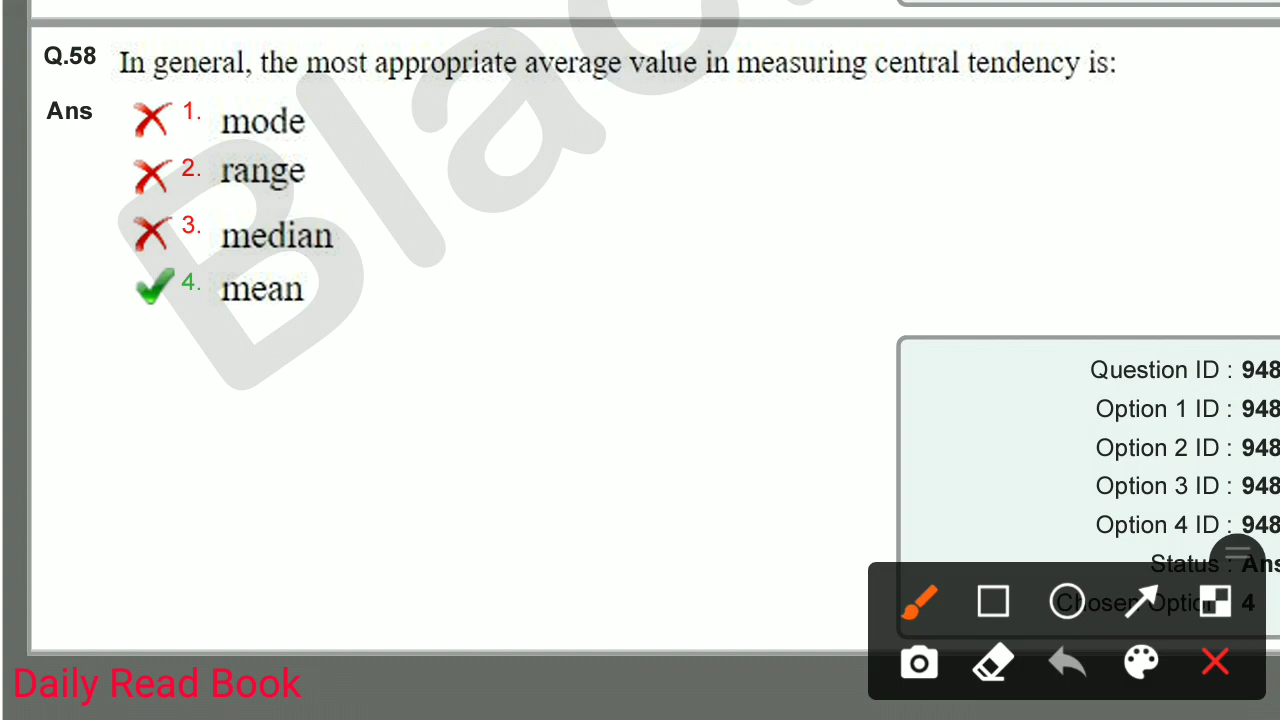 Q.58 In general, the most appropriate average value in measuring central tendency is:
Ans 1. mode
2. range
3. median
4. mean
Question ID : 948
Option 1 ID : 948
Option 2 ID : 948
Option 3 ID : 948
Option 4 ID : 948
Status : Ans
Chosen Option 4
Daily Read Book